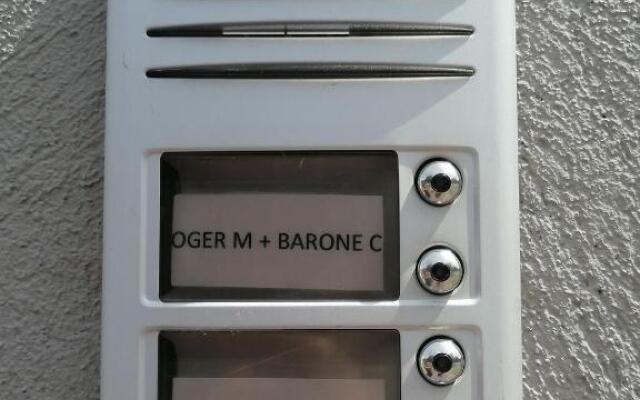 OGER M + BARONE C